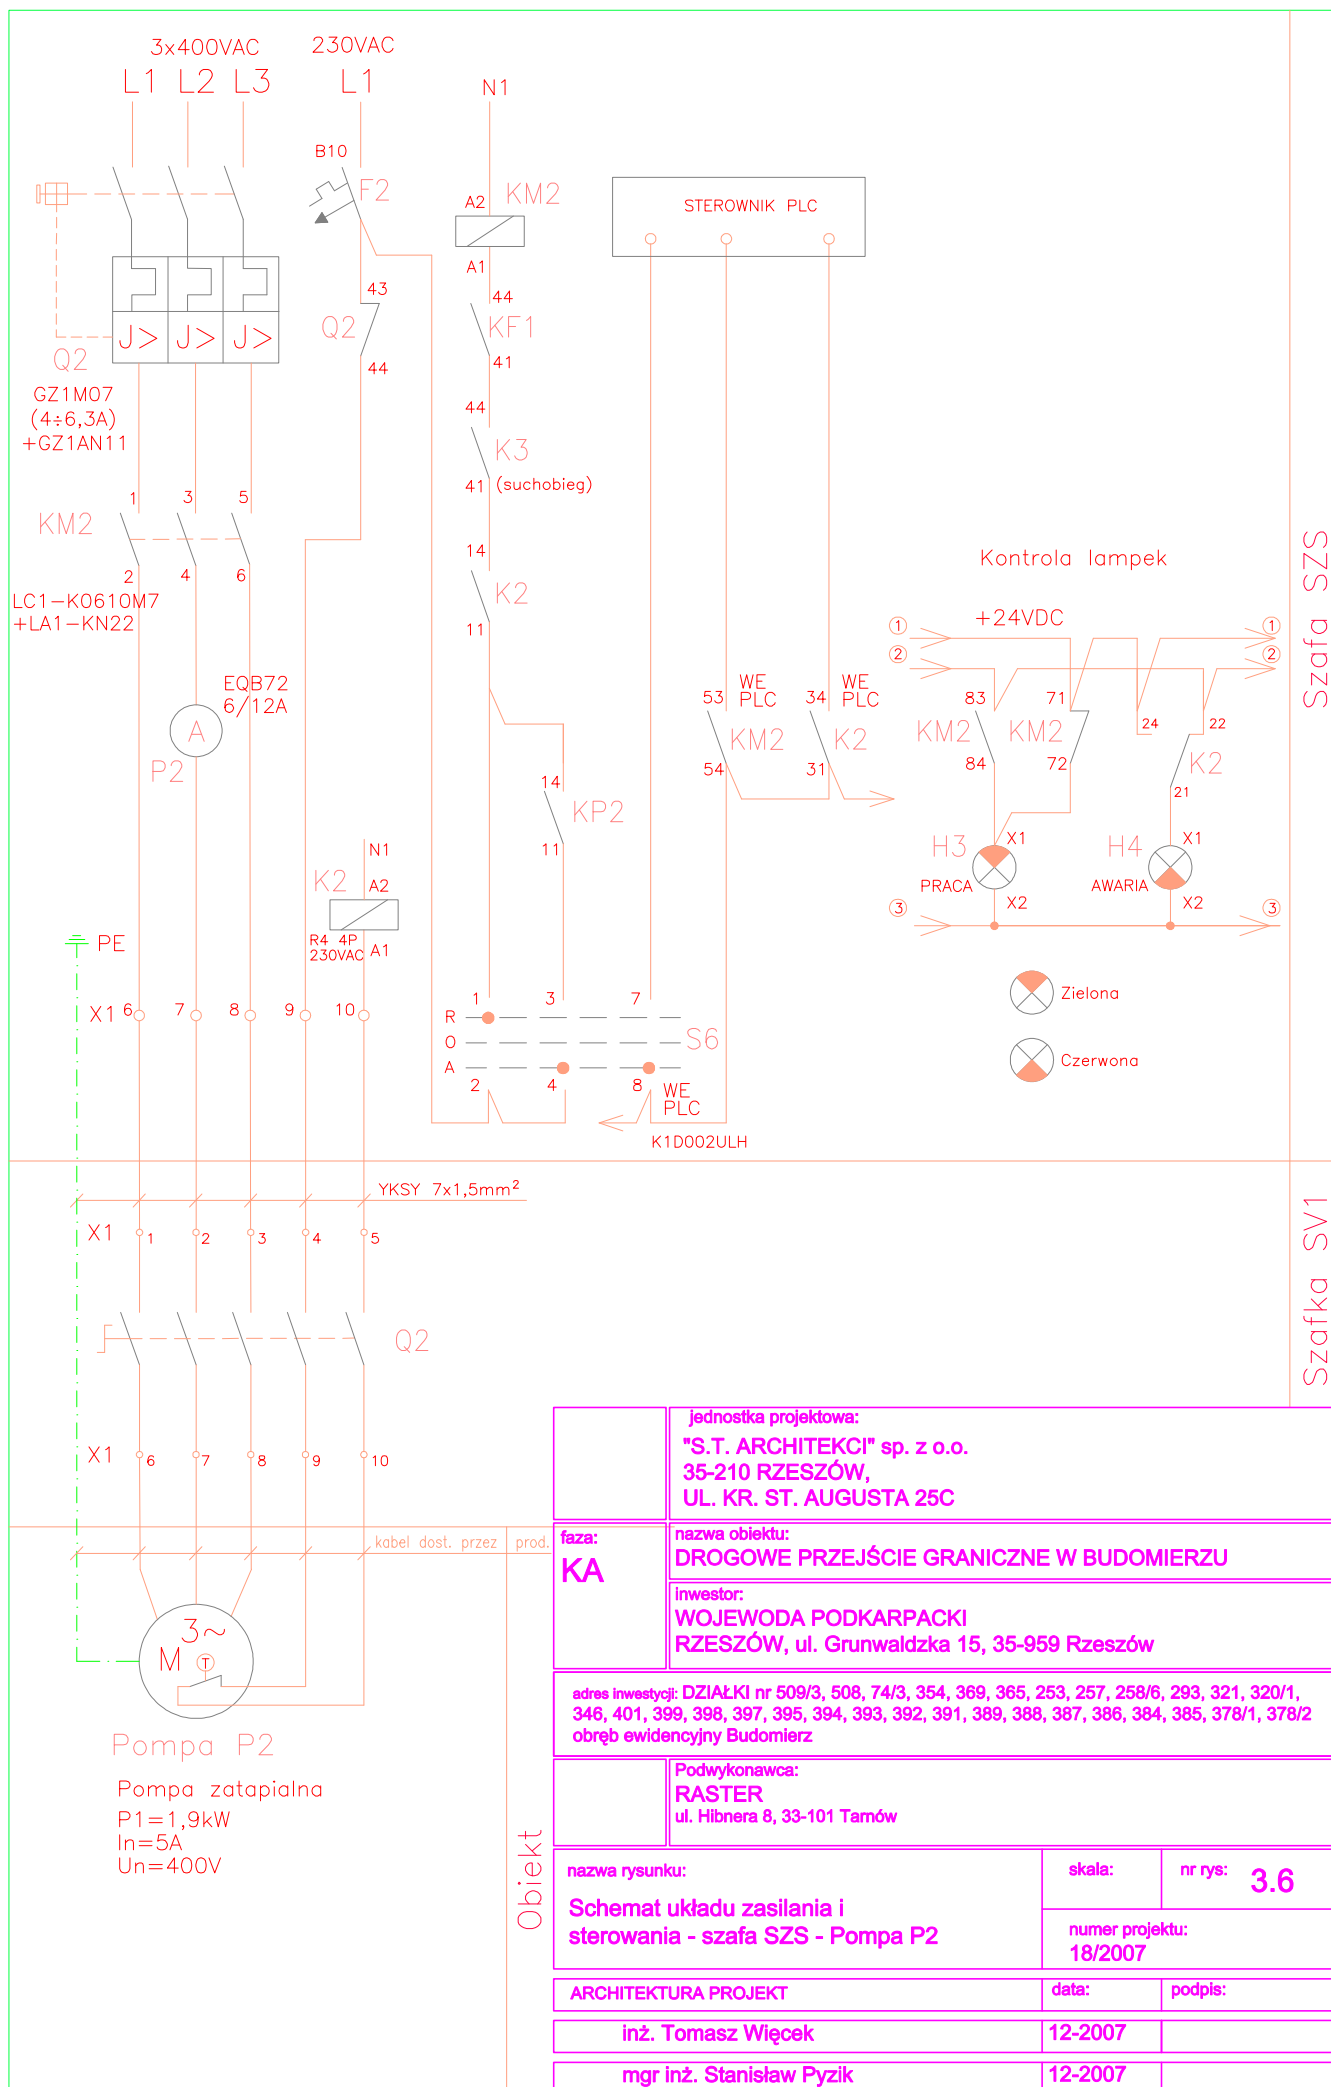 3x400VAC
230VAC
L1 L2 L3
L1
N1
B10
F2
A2
KM2
A1
STEROWNIK PLC
43
Q2
44
44
KF1
41
J> J> J>
Q2
GZ1M07
(4÷6,3A)
+GZ1AN11
44
K3
41 (suchobieg)
1 3 5
KM2
2 4 6
LC1-K0610M7
+LA1-KN22
14
K2
11
EQB72
6/12A
A
P2
14
KP2
11
53 WE
PLC
KM2
54
34 WE
PLC
K2
31
Kontrola lampek
+24VDC
1 1
2 2
83
KM2
84
71
KM2
72
24 22
K2
21
H3 X1
PRACA
X2
H4 X1
AWARIA
X2
3 3
Zielona
Czerwona
N1
K2 A2
R4 4P
230VAC A1
PE
X1 6 7 8 9 10
1 3 7
R
O
A
S6
2 4 8 WE
PLC
K1D002ULH
YKSY 7x1,5mm²
X1 1 2 3 4 5
Q2
X1 6 7 8 9 10
kabel dost. przez prod.
3~
M T
Pompa P2
Pompa zatapialna
P1=1,9kW
In=5A
Un=400V
Szafa SZS
Szafka SV1
Obiekt
jednostka projektowa:
"S.T. ARCHITEKCI" sp. z o.o.
35-210 RZESZÓW,
UL. KR. ST. AUGUSTA 25C
faza:
KA
nazwa obiektu:
DROGOWE PRZEJŚCIE GRANICZNE W BUDOMIERZU
inwestor:
WOJEWODA PODKARPACKI
RZESZÓW, ul. Grunwaldzka 15, 35-959 Rzeszów
adres inwestycji: DZIAŁKI nr 509/3, 508, 74/3, 354, 369, 365, 253, 257, 258/6, 293, 321, 320/1,
346, 401, 399, 398, 397, 395, 394, 393, 392, 391, 389, 388, 387, 386, 384, 385, 378/1, 378/2
obręb ewidencyjny Budomierz
Podwykonawca:
RASTER
ul. Hibnera 8, 33-101 Tarnów
nazwa rysunku:
Schemat układu zasilania i
sterowania - szafa SZS - Pompa P2
skala:
nr rys: 3.6
numer projektu:
18/2007
ARCHITEKTURA PROJEKT
data:
podpis:
inż. Tomasz Więcek
12-2007
mgr inż. Stanisław Pyzik
12-2007